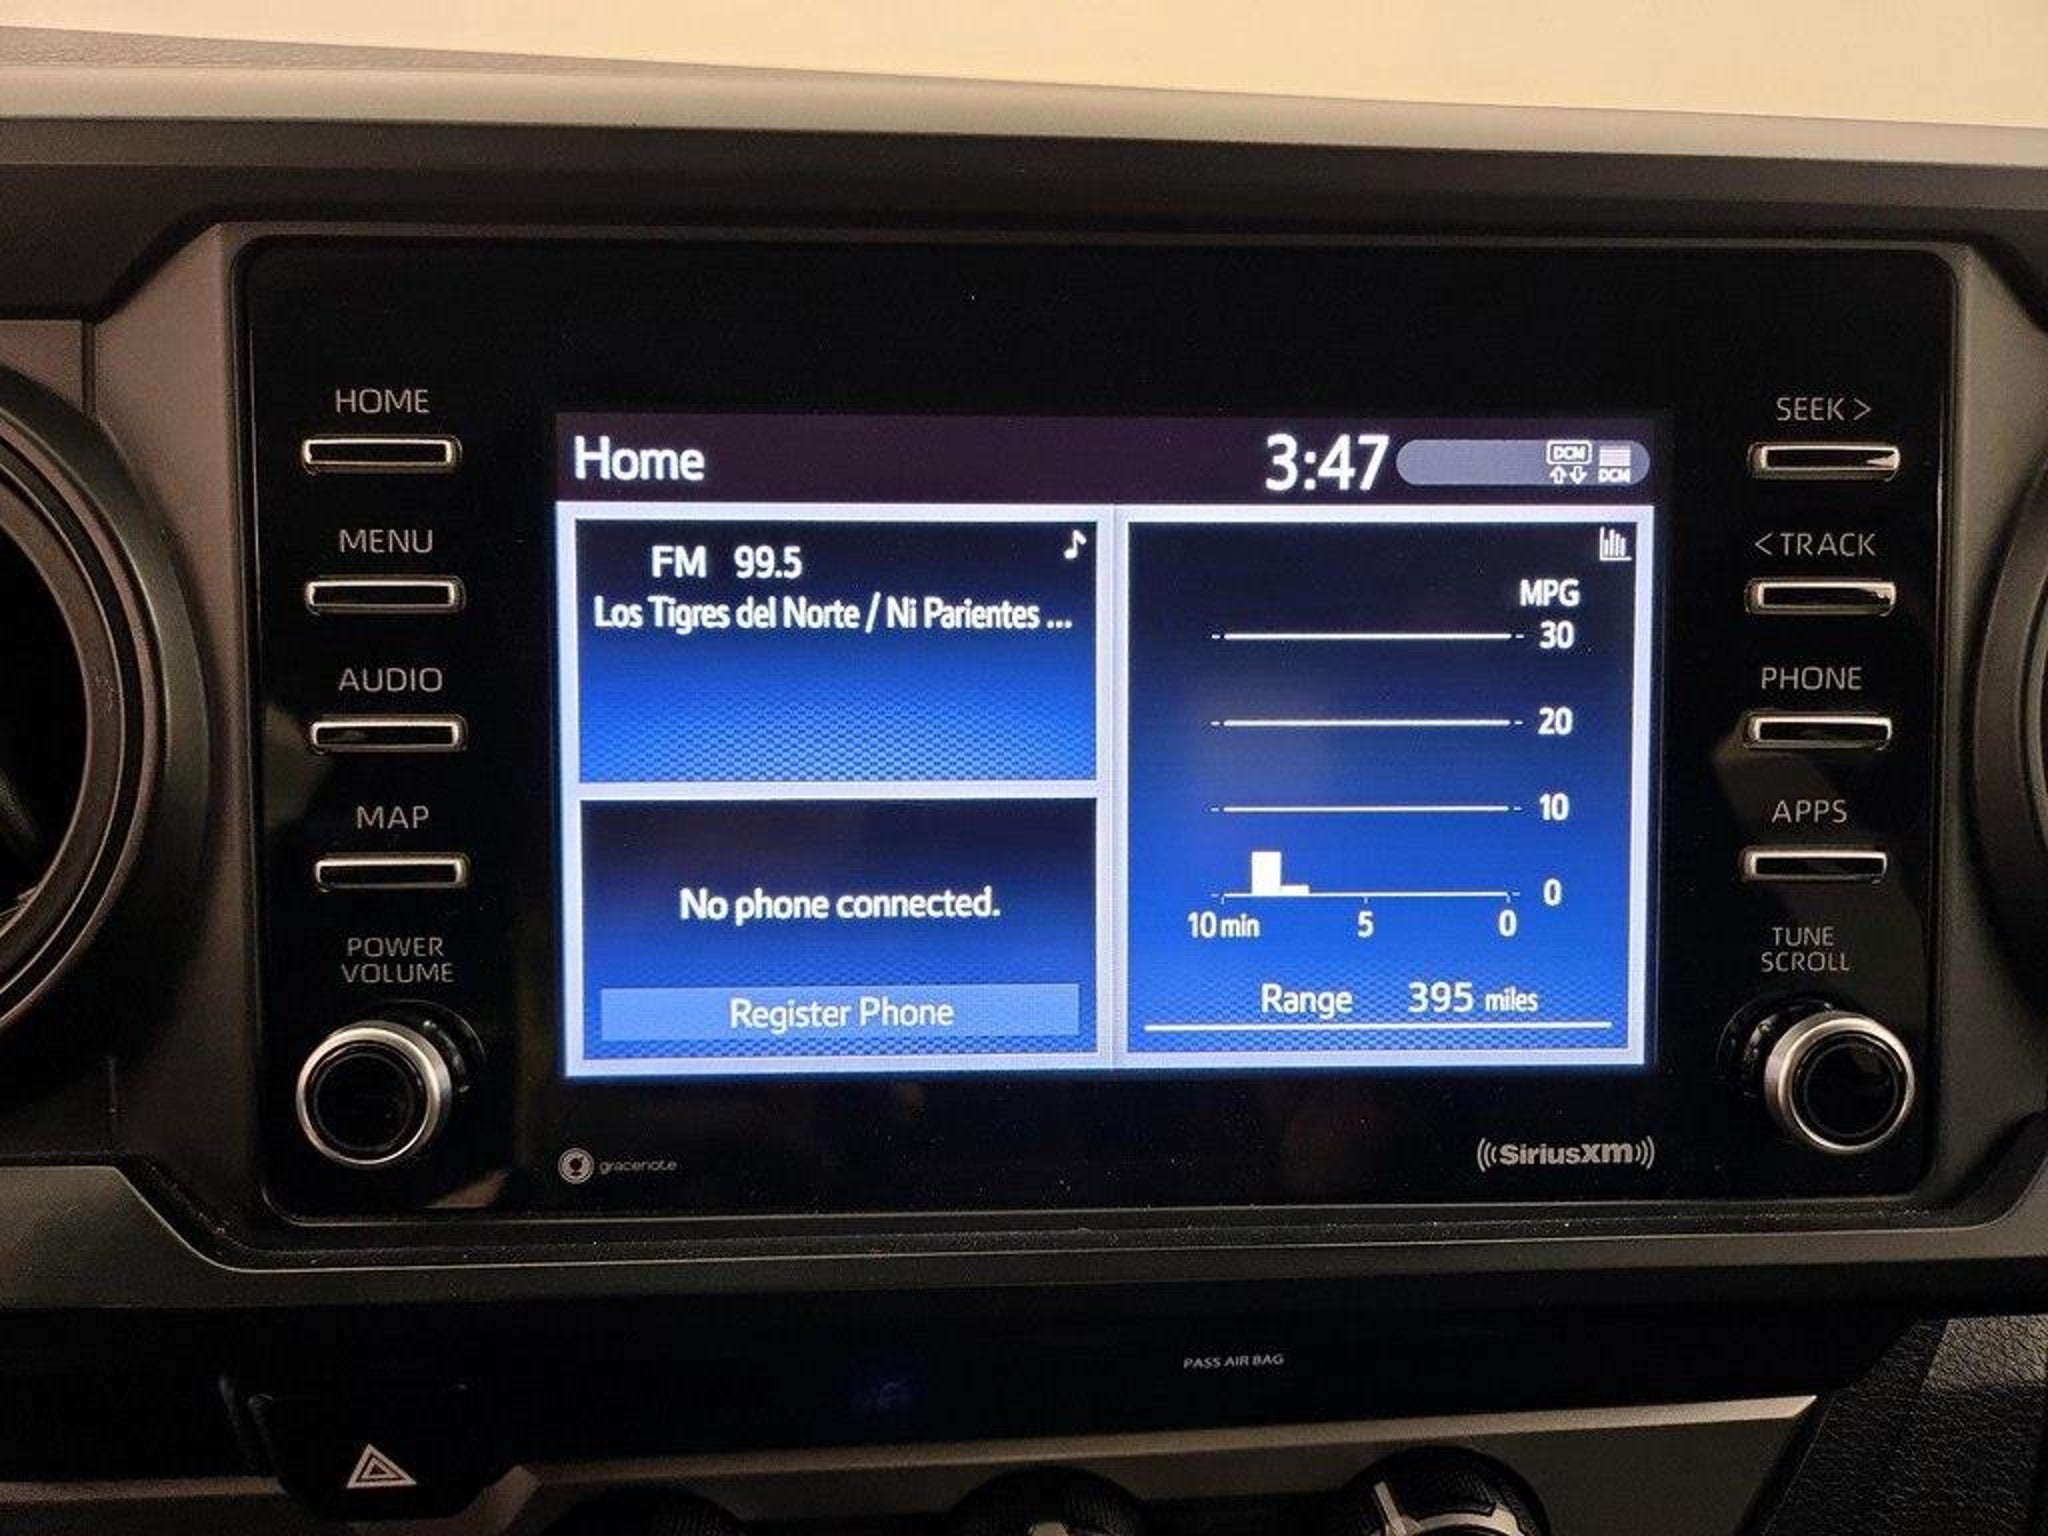 HOME
MENU
AUDIO
MAP
POWER
VOLUME
Home
3:47
DCM
DCM
FM 99.5
Los Tigres del Norte / Ni Parientes ...
No phone connected.
Register Phone
MPG
30
20
10
0
10 min 5 0
Range 395 miles
SEEK >
< TRACK
PHONE
APPS
TUNE
SCROLL
gracenote
((SiriusXM))
PASS AIR BAG